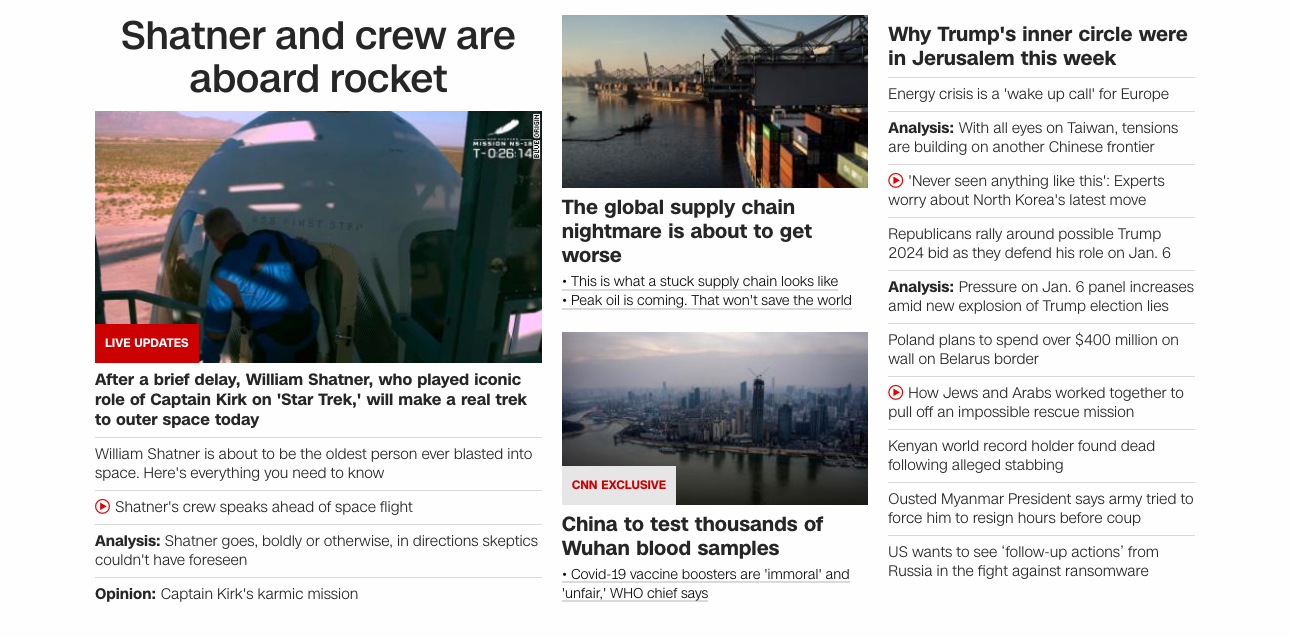 Shatner and crew are
aboard rocket
BLUE ORIGIN
MISSION NS-18
T-0:26:14
LIVE UPDATES
After a brief delay, William Shatner, who played iconic
role of Captain Kirk on 'Star Trek,' will make a real trek
to outer space today
William Shatner is about to be the oldest person ever blasted into
space. Here's everything you need to know
Shatner's crew speaks ahead of space flight
Analysis: Shatner goes, boldly or otherwise, in directions skeptics
couldn't have foreseen
Opinion: Captain Kirk's karmic mission
The global supply chain
nightmare is about to get
worse
• This is what a stuck supply chain looks like
• Peak oil is coming. That won't save the world
CNN EXCLUSIVE
China to test thousands of
Wuhan blood samples
• Covid-19 vaccine boosters are 'immoral' and
'unfair,' WHO chief says
Why Trump's inner circle were
in Jerusalem this week
Energy crisis is a 'wake up call' for Europe
Analysis: With all eyes on Taiwan, tensions
are building on another Chinese frontier
'Never seen anything like this': Experts
worry about North Korea's latest move
Republicans rally around possible Trump
2024 bid as they defend his role on Jan. 6
Analysis: Pressure on Jan. 6 panel increases
amid new explosion of Trump election lies
Poland plans to spend over $400 million on
wall on Belarus border
How Jews and Arabs worked together to
pull off an impossible rescue mission
Kenyan world record holder found dead
following alleged stabbing
Ousted Myanmar President says army tried to
force him to resign hours before coup
US wants to see ‘follow-up actions’ from
Russia in the fight against ransomware